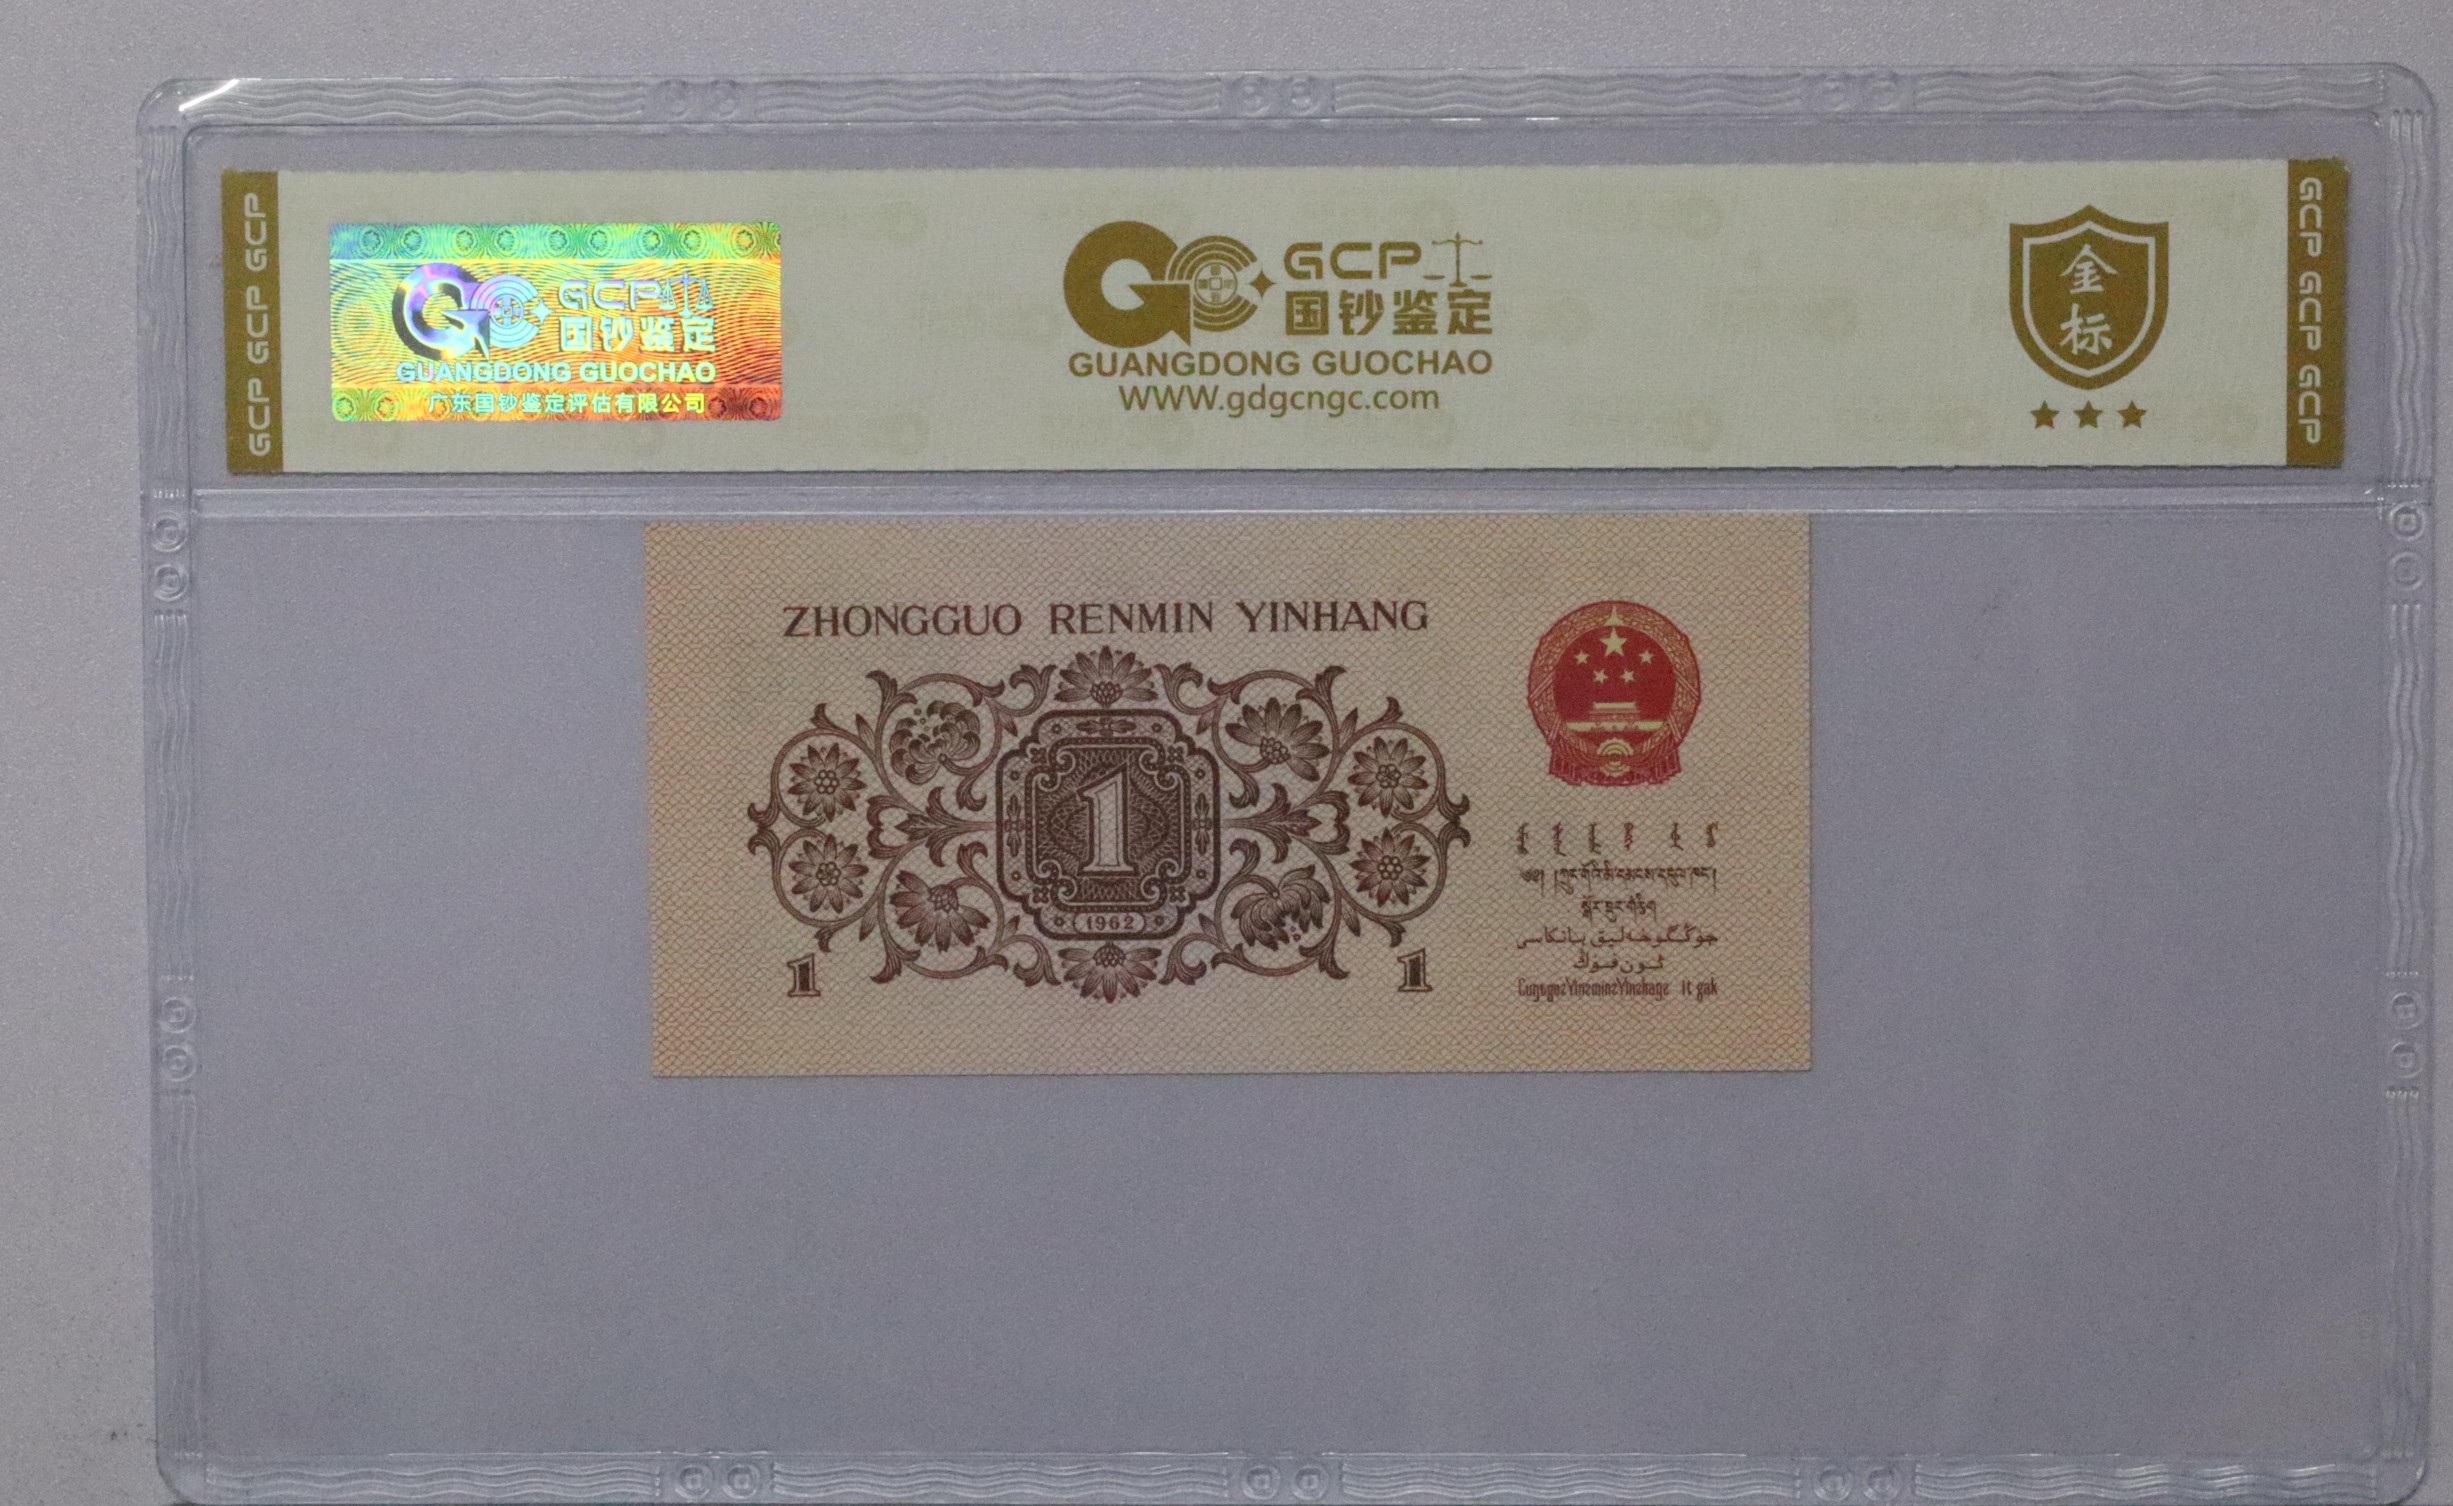 GCP GCP GCP
GCP
国钞鉴定
GUANGDONG GUOCHAO
广东国钞鉴定评估有限公司
GCP
国钞鉴定
GUANGDONG GUOCHAO
WWW.gdgcngc.com
金
标
GCP GCP GCP
ZHONGGUO RENMIN YINHANG
1
1962
1
1